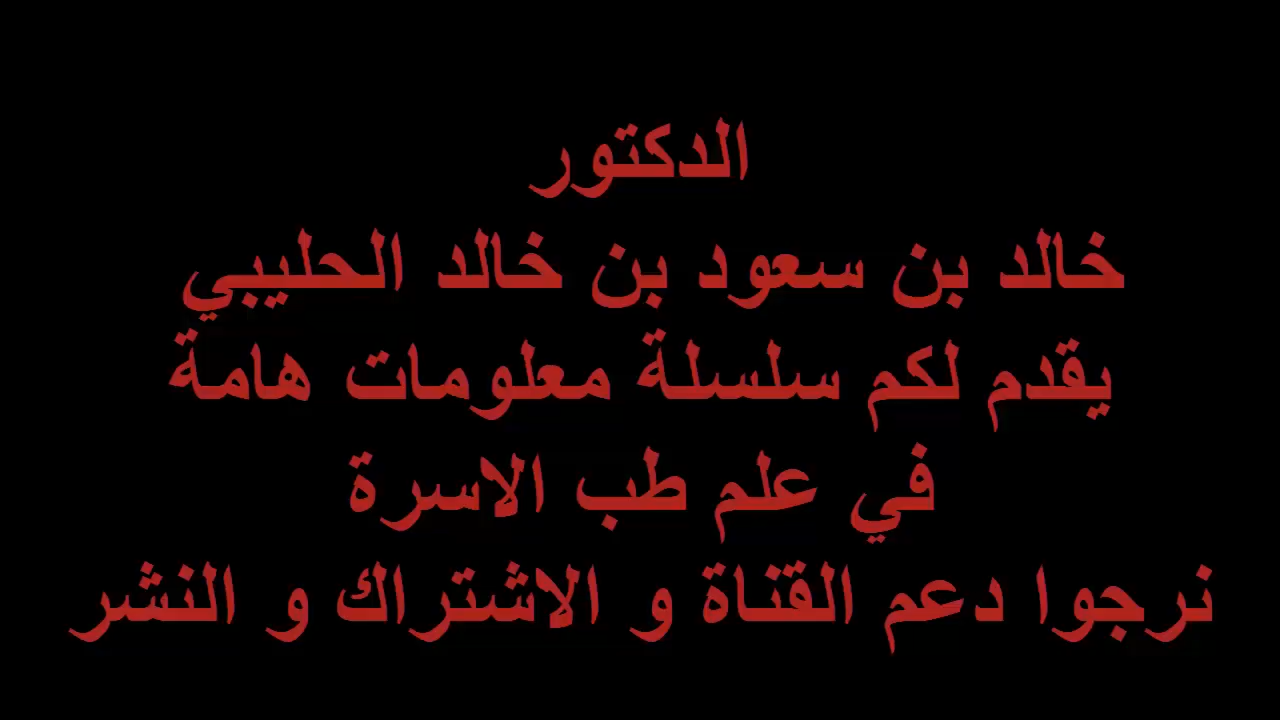 الدكتور
خالد بن سعود بن خالد الحليبي
يقدم لكم سلسلة معلومات هامة
في علم طب الاسرة
نرجوا دعم القناة و الاشتراك و النشر